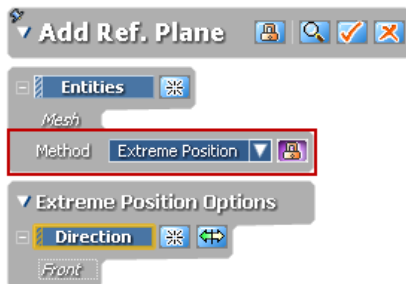 Add Ref. Plane
Entities
Mesh
Method Extreme Position
Extreme Position Options
Direction
Front